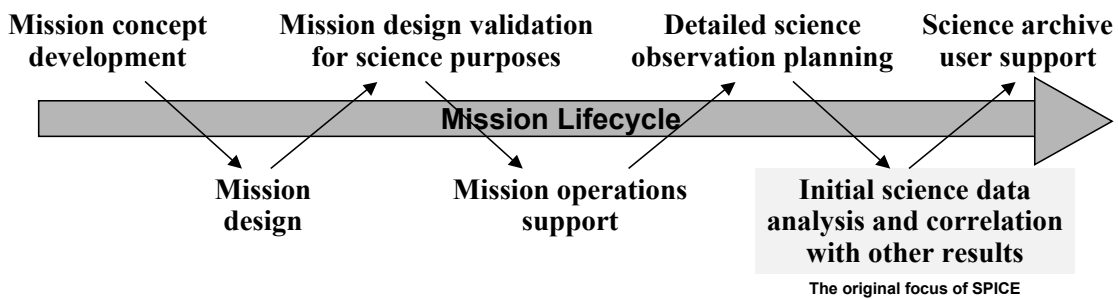 Mission concept
development
Mission design validation
for science purposes
Detailed science
observation planning
Science archive
user support
Mission Lifecycle
Mission
design
Mission operations
support
Initial science data
analysis and correlation
with other results
The original focus of SPICE